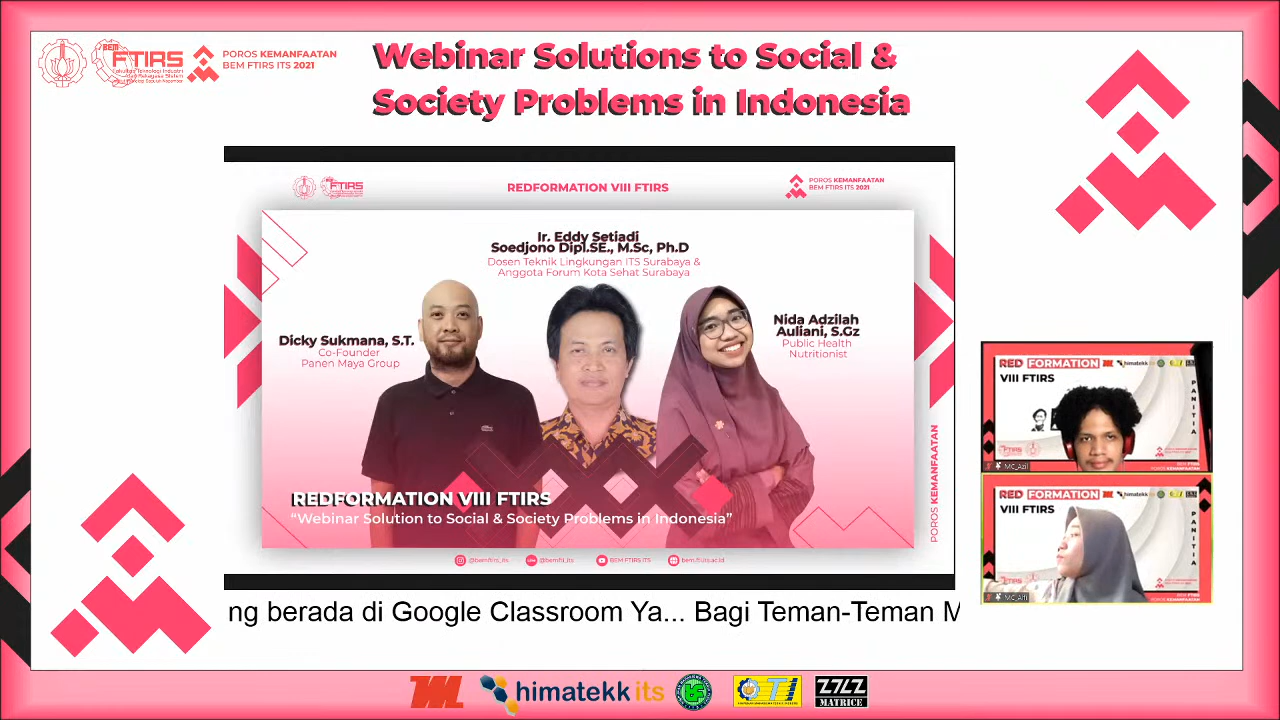 BEM
FTIRS
POROS KEMANFAATAN
BEM FTIRS ITS 2021
Webinar Solutions to Social &
Society Problems in Indonesia
FTIRS
REDFORMATION VIII FTIRS
POROS KEMANFAATAN
BEM FTIRS ITS 2021
Ir. Eddy Setiadi
Soedjono Dipl.SE., M.Sc, Ph.D
Dosen Teknik Lingkungan ITS Surabaya &
Anggota Forum Kota Sehat Surabaya
Dicky Sukmana, S.T.
Co-Founder
Panen Maya Group
Nida Adzilah
Auliani, S.Gz
Public Health
Nutritionist
REDFORMATION VIII FTIRS
“Webinar Solution to Social & Society Problems in Indonesia”
POROS KEMANFAATAN
@bemftirs_its
BEM FTIRS ITS
RED FORMATION
VIII FTIRS
PANITIA
MC_Azil
RED FORMATION
himatekk its
VIII FTIRS
PANITIA
MC_Affi
ng berada di Google Classroom Ya... Bagi Teman-Teman M
himatekk its
MATRICE